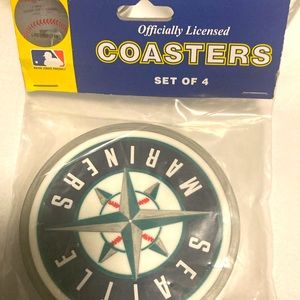 Officially Licensed
COASTERS
SET OF 4
SEATTLE
MARINERS